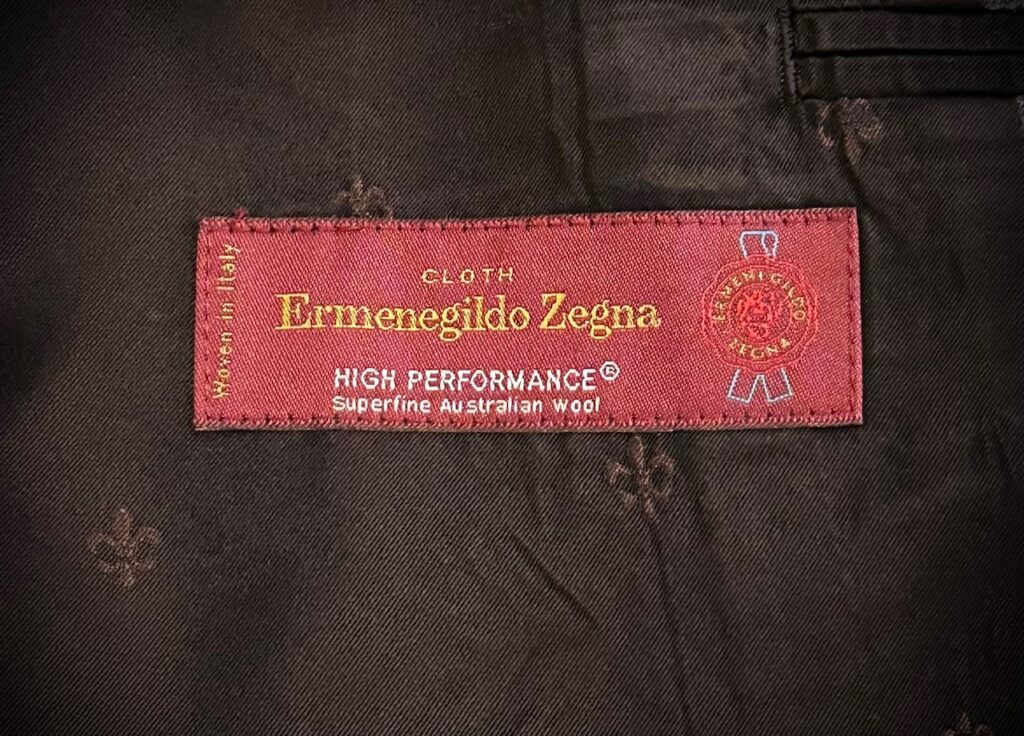 Woven in Italy
CLOTH
Ermenegildo Zegna
HIGH PERFORMANCE®
Superfine Australian Wool
ERMENEGILDO
ZEGNA